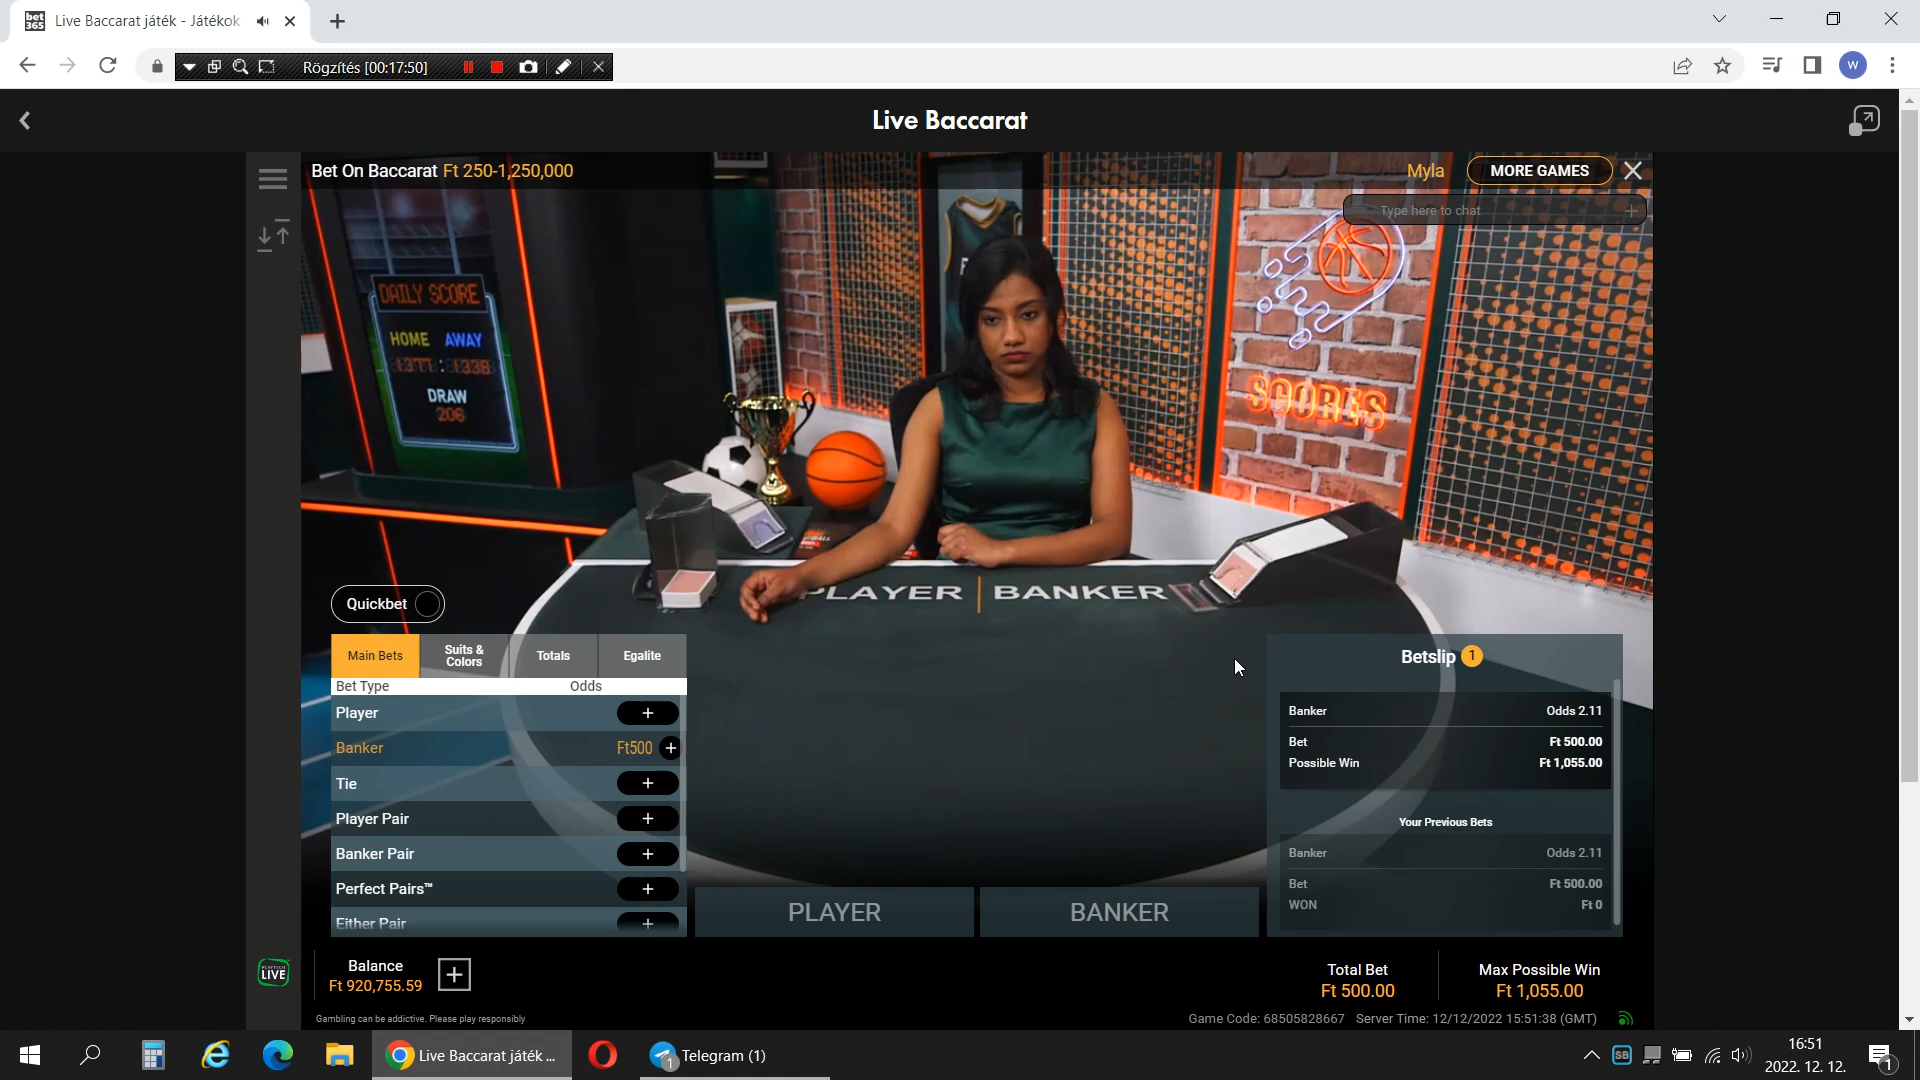 bet365
Live Baccarat játék - Játékok
Rögzítés [00:17:50]
W
Live Baccarat
Bet On Baccarat Ft 250-1,250,000
Myla
MORE GAMES
Type here to chat
DAILY SCORE
HOME AWAY
1377 : 1338
DRAW
206
SCORES
PLAYER | BANKER
Quickbet
Main Bets
Suits & Colors
Totals
Egalite
Bet Type Odds
Player +
Banker Ft500 +
Tie +
Player Pair +
Banker Pair +
Perfect Pairs™ +
Either Pair +
PLAYER
BANKER
Betslip 1
Banker Odds 2.11
Bet Ft 500.00
Possible Win Ft 1,055.00
Your Previous Bets
Banker Odds 2.11
Bet Ft 500.00
WON Ft 0
LIVE
Balance
Ft 920,755.59
Total Bet
Ft 500.00
Max Possible Win
Ft 1,055.00
Gambling can be addictive. Please play responsibly
Game Code: 68505828667 Server Time: 12/12/2022 15:51:38 (GMT)
Live Baccarat játék ...
1
Telegram (1)
SB
16:51
2022. 12. 12.
1